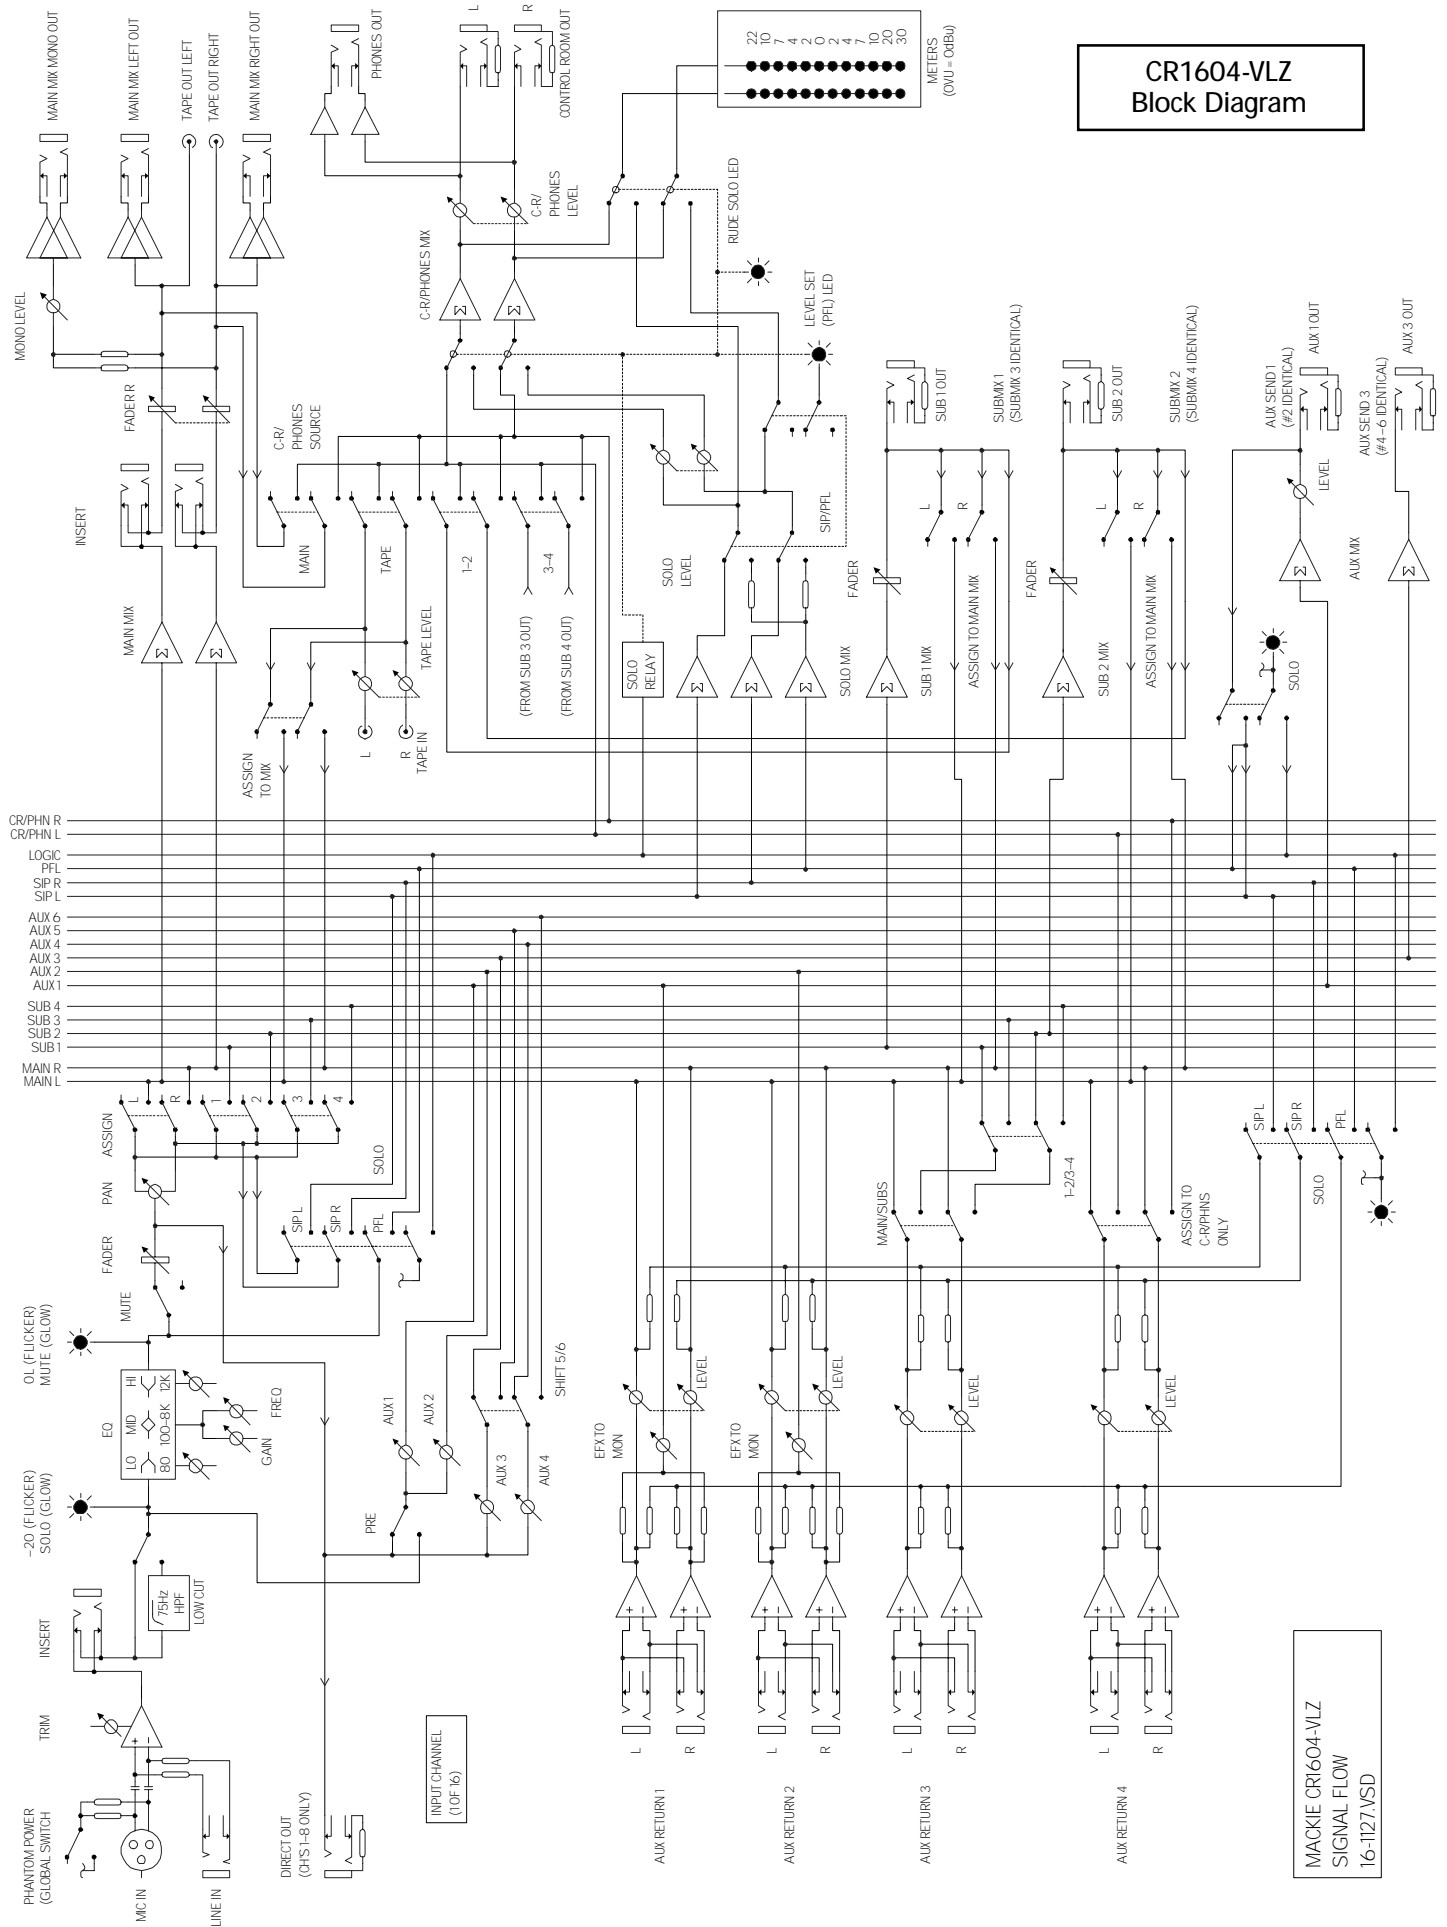 CR1604-VLZ
Block Diagram
MAIN MIX MONO OUT
MAIN MIX LEFT OUT
TAPE OUT LEFT
TAPE OUT RIGHT
MAIN MIX RIGHT OUT
PHONES OUT
L
R
CONTROL ROOM OUT
22
10
7
4
2
0
2
4
7
10
20
30
METERS
(0VU = 0dBu)
MONO LEVEL
FADER R
C-R/
PHONES
SOURCE
C-R/PHONES MIX
C-R/
PHONES
LEVEL
RUDE SOLO LED
LEVEL SET
(PFL) LED
INSERT
MAIN
TAPE
1–2
3–4
SOLO
LEVEL
SIP/PFL
SUB 1 OUT
SUBMIX 1
(SUBMIX 3 IDENTICAL)
SUB 2 OUT
SUBMIX 2
(SUBMIX 4 IDENTICAL)
AUX SEND 1
(#2 IDENTICAL)
AUX 1 OUT
AUX SEND 3
(#4–6 IDENTICAL)
AUX 3 OUT
LEVEL
L
R
L
R
FADER
FADER
MAIN MIX
Σ
Σ
Σ
Σ
Σ
Σ
Σ
Σ
Σ
Σ
Σ
TAPE LEVEL
(FROM SUB 3 OUT)
(FROM SUB 4 OUT)
SOLO
RELAY
SOLO MIX
SUB 1 MIX
ASSIGN TO MAIN MIX
SUB 2 MIX
ASSIGN TO MAIN MIX
AUX MIX
SOLO
ASSIGN
TO MIX
L
R
TAPE IN
CR/PHN R
CR/PHN L
LOGIC
PFL
SIP R
SIP L
AUX 6
AUX 5
AUX 4
AUX 3
AUX 2
AUX 1
SUB 4
SUB 3
SUB 2
SUB 1
MAIN R
MAIN L
ASSIGN
L
R
1
2
3
4
PAN
SOLO
SIP L
SIP R
PFL
FADER
MUTE
OL (FLICKER)
MUTE (GLOW)
EQ
HI
MID
LO
12K
100–8K
80
FREQ
GAIN
–20 (FLICKER)
SOLO (GLOW)
PRE
AUX 1
AUX 2
AUX 3
AUX 4
SHIFT 5/6
75Hz
HPF
LOW CUT
INSERT
TRIM
+
–
PHANTOM POWER
(GLOBAL SWITCH)
MIC IN
LINE IN
DIRECT OUT
(CH'S 1–8 ONLY)
INPUT CHANNEL
(1 OF 16)
EFX TO
MON
LEVEL
EFX TO
MON
LEVEL
MAIN/SUBS
1–2/3–4
LEVEL
ASSIGN TO
C-R/PHNS
ONLY
LEVEL
SIP L
SIP R
PFL
SOLO
+
–
+
–
+
–
+
–
L
R
L
R
L
R
L
R
AUX RETURN 1
AUX RETURN 2
AUX RETURN 3
AUX RETURN 4
MACKIE CR1604-VLZ
SIGNAL FLOW
16-1127.VSD